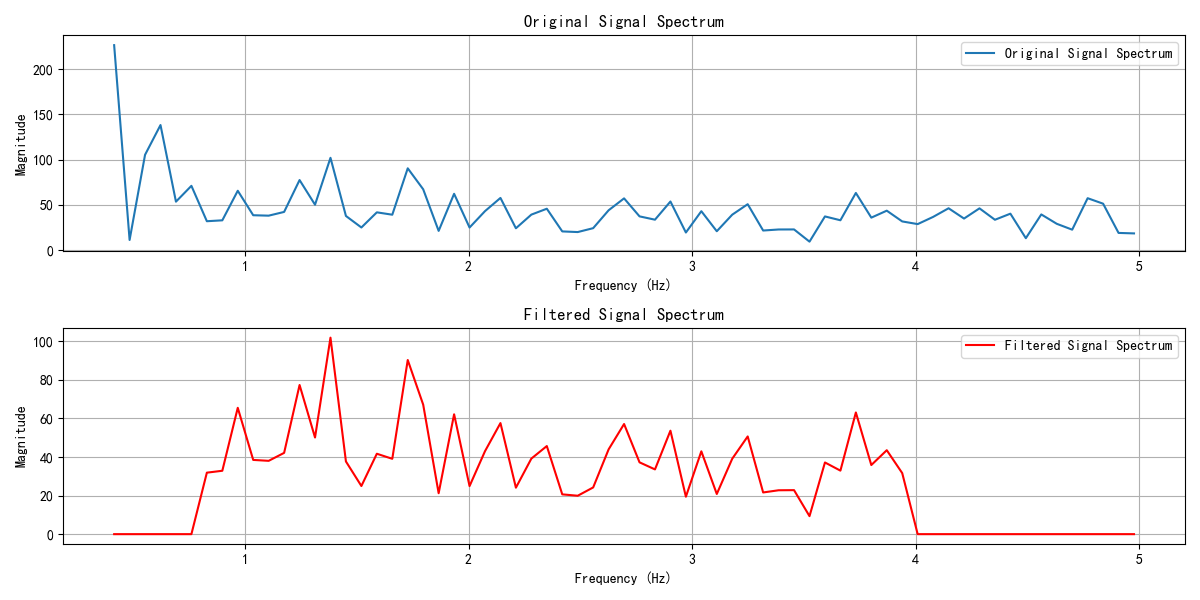 Original Signal Spectrum
Original Signal Spectrum
200
150
100
50
0
Magnitude
1 2 3 4 5
Frequency (Hz)
Filtered Signal Spectrum
Filtered Signal Spectrum
100
80
60
40
20
0
Magnitude
1 2 3 4 5
Frequency (Hz)